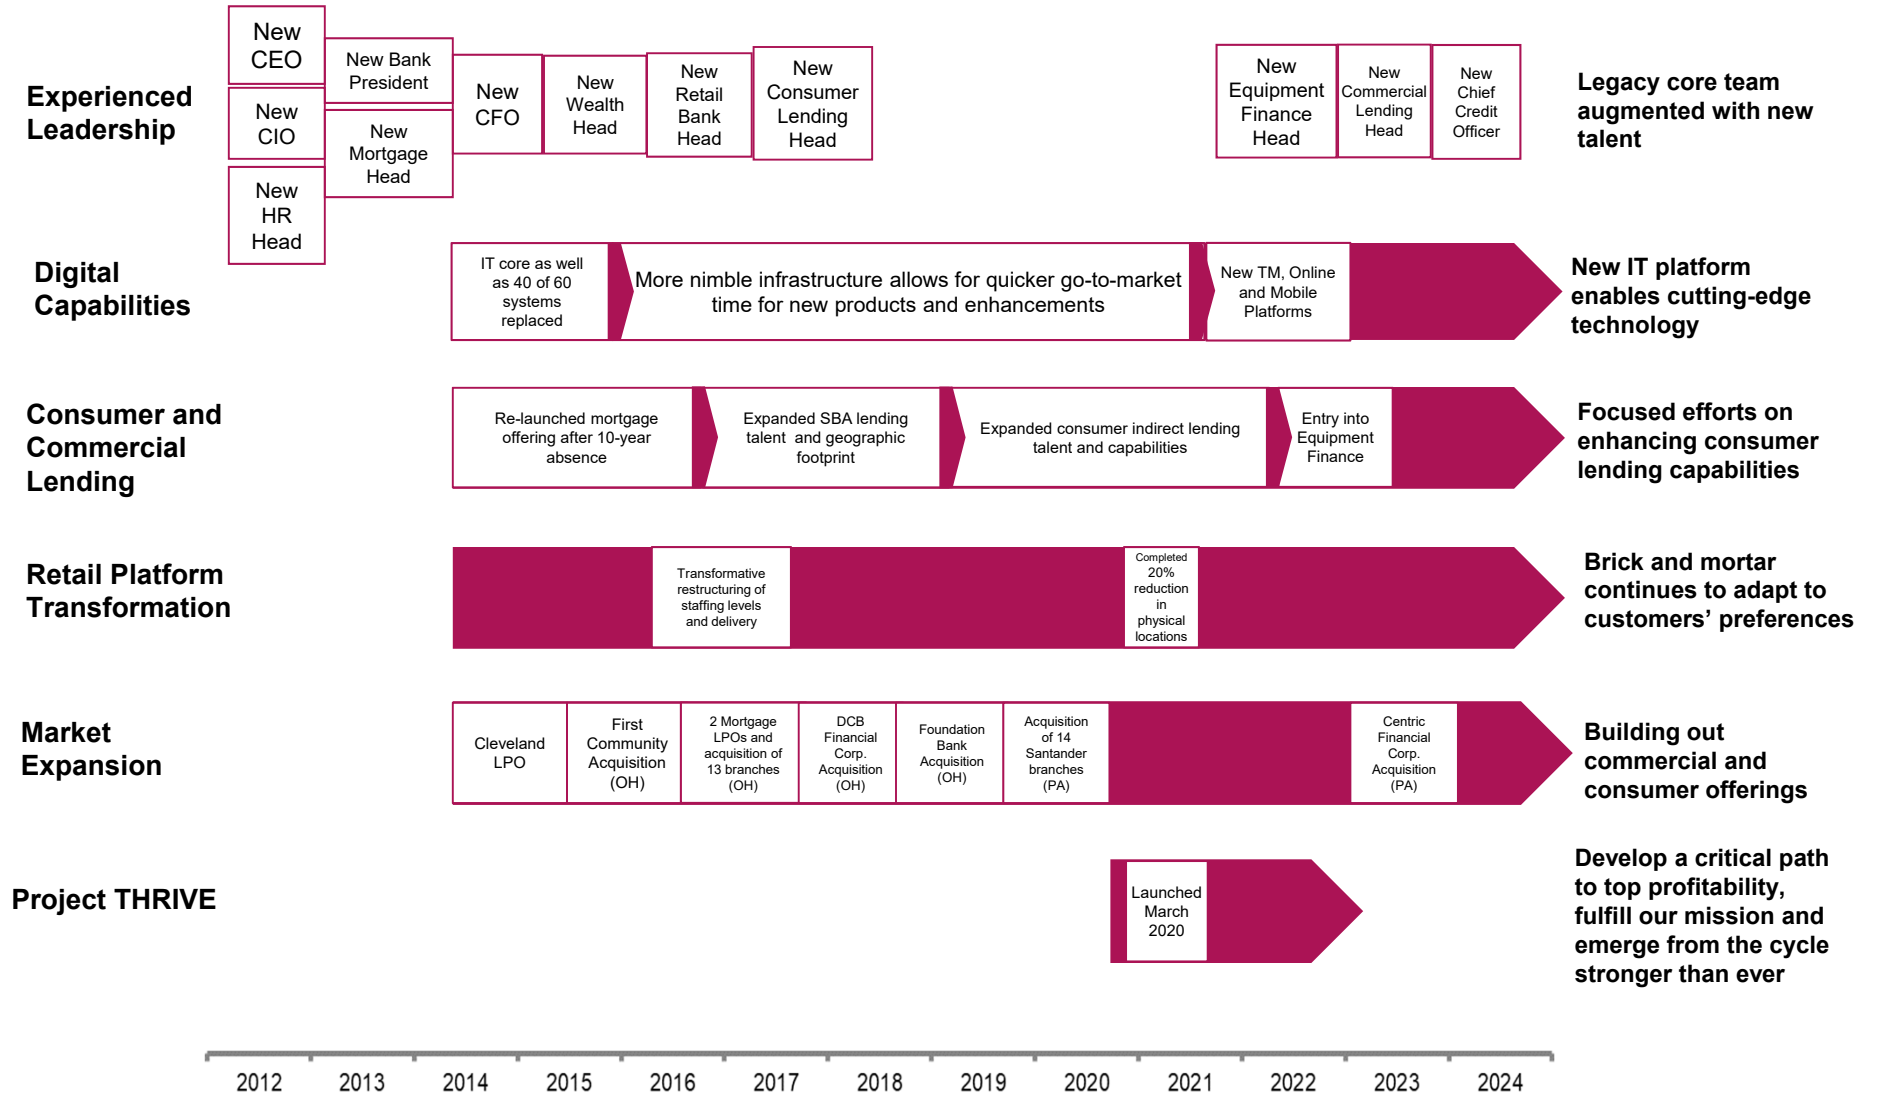 Experienced
Leadership
New
CEO
New
CIO
New
HR
Head
New Bank
President
New
Mortgage
Head
New
CFO
New
Wealth
Head
New
Retail
Bank
Head
New
Consumer
Lending
Head
New
Equipment
Finance
Head
New
Commercial
Lending
Head
New
Chief
Credit
Officer
Legacy core team
augmented with new
talent
Digital
Capabilities
IT core as well
as 40 of 60
systems
replaced
More nimble infrastructure allows for quicker go-to-market
time for new products and enhancements
New TM, Online
and Mobile
Platforms
New IT platform
enables cutting-edge
technology
Consumer and
Commercial
Lending
Re-launched mortgage
offering after 10-year
absence
Expanded SBA lending
talent and geographic
footprint
Expanded consumer indirect lending
talent and capabilities
Entry into
Equipment
Finance
Focused efforts on
enhancing consumer
lending capabilities
Retail Platform
Transformation
Transformative
restructuring of
staffing levels
and delivery
Completed
20%
reduction
in
physical
locations
Brick and mortar
continues to adapt to
customers’ preferences
Market
Expansion
Cleveland
LPO
First
Community
Acquisition
(OH)
2 Mortgage
LPOs and
acquisition of
13 branches
(OH)
DCB
Financial
Corp.
Acquisition
(OH)
Foundation
Bank
Acquisition
(OH)
Acquisition
of 14
Santander
branches
(PA)
Centric
Financial
Corp.
Acquisition
(PA)
Building out
commercial and
consumer offerings
Project THRIVE
Launched
March
2020
Develop a critical path
to top profitability,
fulfill our mission and
emerge from the cycle
stronger than ever
2012 2013 2014 2015 2016 2017 2018 2019 2020 2021 2022 2023 2024